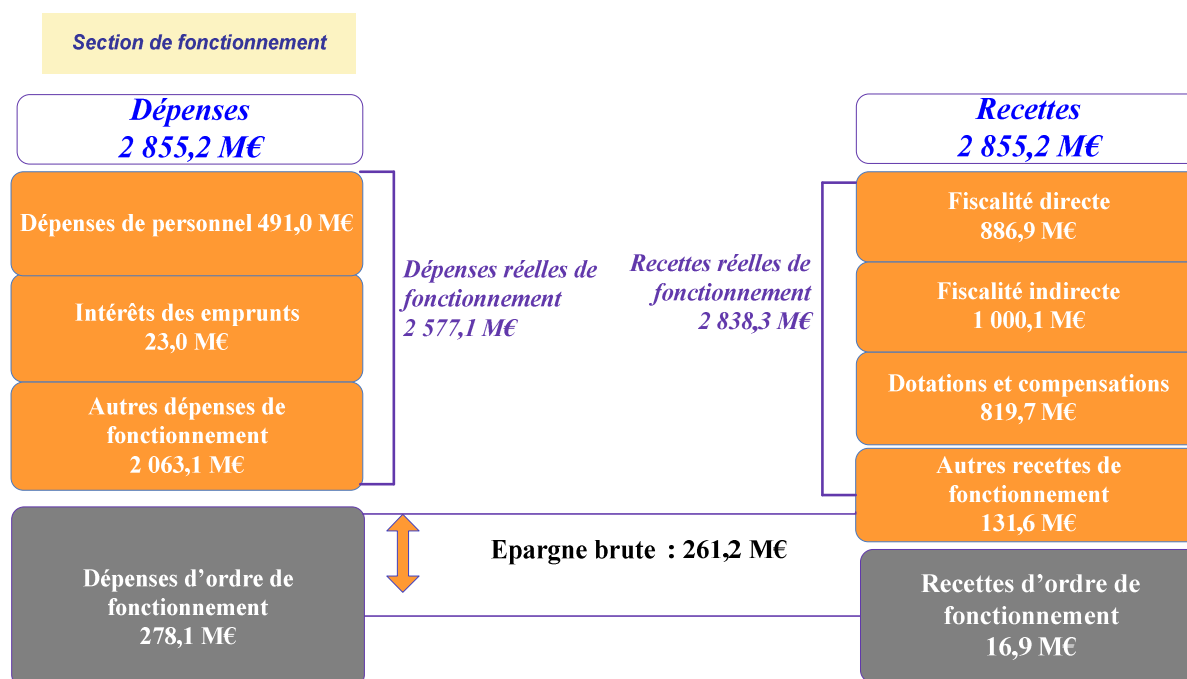 Section de fonctionnement
Dépenses
2 855,2 M€
Dépenses de personnel 491,0 M€
Intérêts des emprunts
23,0 M€
Autres dépenses de
fonctionnement
2 063,1 M€
Dépenses d’ordre de
fonctionnement
278,1 M€
Dépenses réelles de
fonctionnement
2 577,1 M€
Epargne brute : 261,2 M€
Recettes réelles de
fonctionnement
2 838,3 M€
Recettes
2 855,2 M€
Fiscalité directe
886,9 M€
Fiscalité indirecte
1 000,1 M€
Dotations et compensations
819,7 M€
Autres recettes de
fonctionnement
131,6 M€
Recettes d’ordre de
fonctionnement
16,9 M€